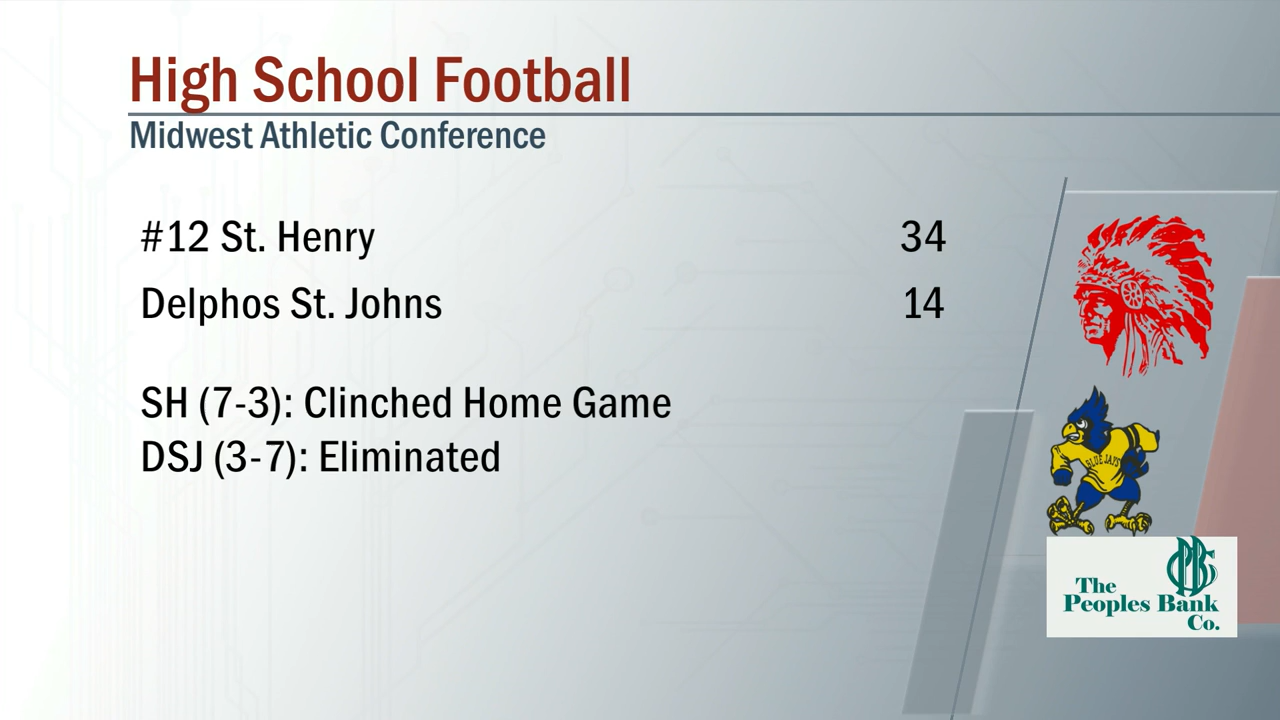 High School Football
Midwest Athletic Conference
#12 St. Henry 34
Delphos St. Johns 14
SH (7-3): Clinched Home Game
DSJ (3-7): Eliminated
BLUE JAYS
PBC
The
Peoples Bank
Co.